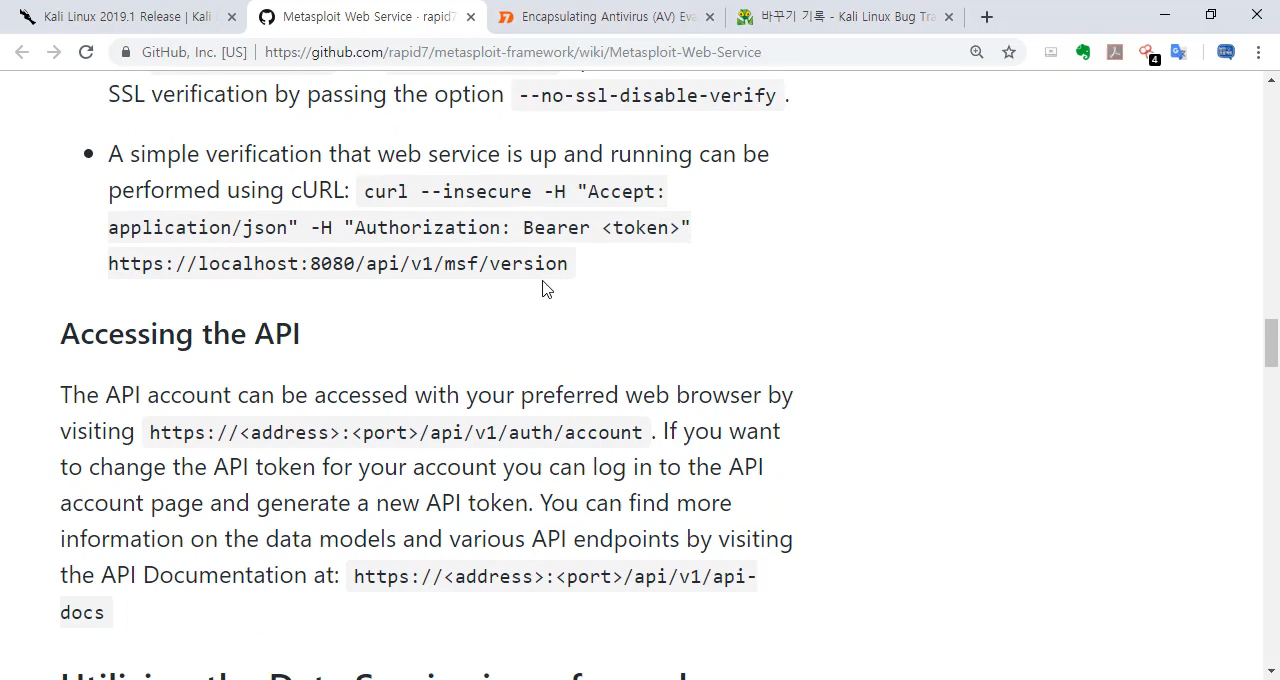 Kali Linux 2019.1 Release | Kali
Metasploit Web Service · rapid7
Encapsulating Antivirus (AV) Eva
바꾸기 기록 - Kali Linux Bug Tra
GitHub, Inc. [US] | https://github.com/rapid7/metasploit-framework/wiki/Metasploit-Web-Service
4
SSL verification by passing the option --no-ssl-disable-verify .
A simple verification that web service is up and running can be
performed using cURL: curl --insecure -H "Accept:
application/json" -H "Authorization: Bearer <token>"
https://localhost:8080/api/v1/msf/version
Accessing the API
The API account can be accessed with your preferred web browser by
visiting https://<address>:<port>/api/v1/auth/account . If you want
to change the API token for your account you can log in to the API
account page and generate a new API token. You can find more
information on the data models and various API endpoints by visiting
the API Documentation at: https://<address>:<port>/api/v1/api-
docs